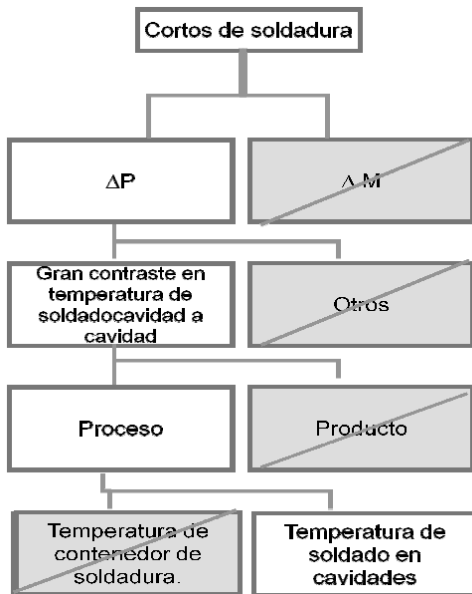 Cortos de soldadura
ΔP
Δ M
Gran contraste en
temperatura de
soldadocavidad a
cavidad
Otros
Proceso
Producto
Temperatura de
contenedor de
soldadura.
Temperatura de
soldado en
cavidades